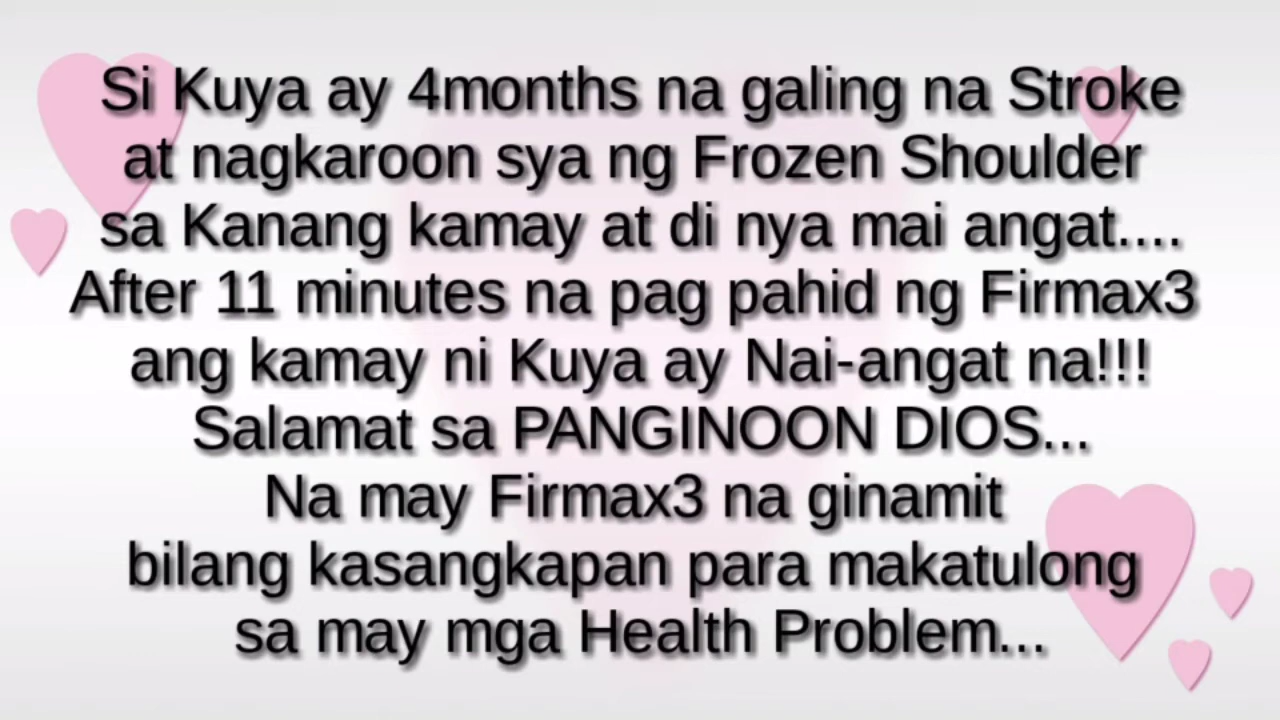 Si Kuya ay 4months na galing na Stroke
at nagkaroon sya ng Frozen Shoulder
sa Kanang kamay at di nya mai angat....
After 11 minutes na pag pahid ng Firmax3
ang kamay ni Kuya ay Nai-angat na!!!
Salamat sa PANGINOON DIOS...
Na may Firmax3 na ginamit
bilang kasangkapan para makatulong
sa may mga Health Problem...